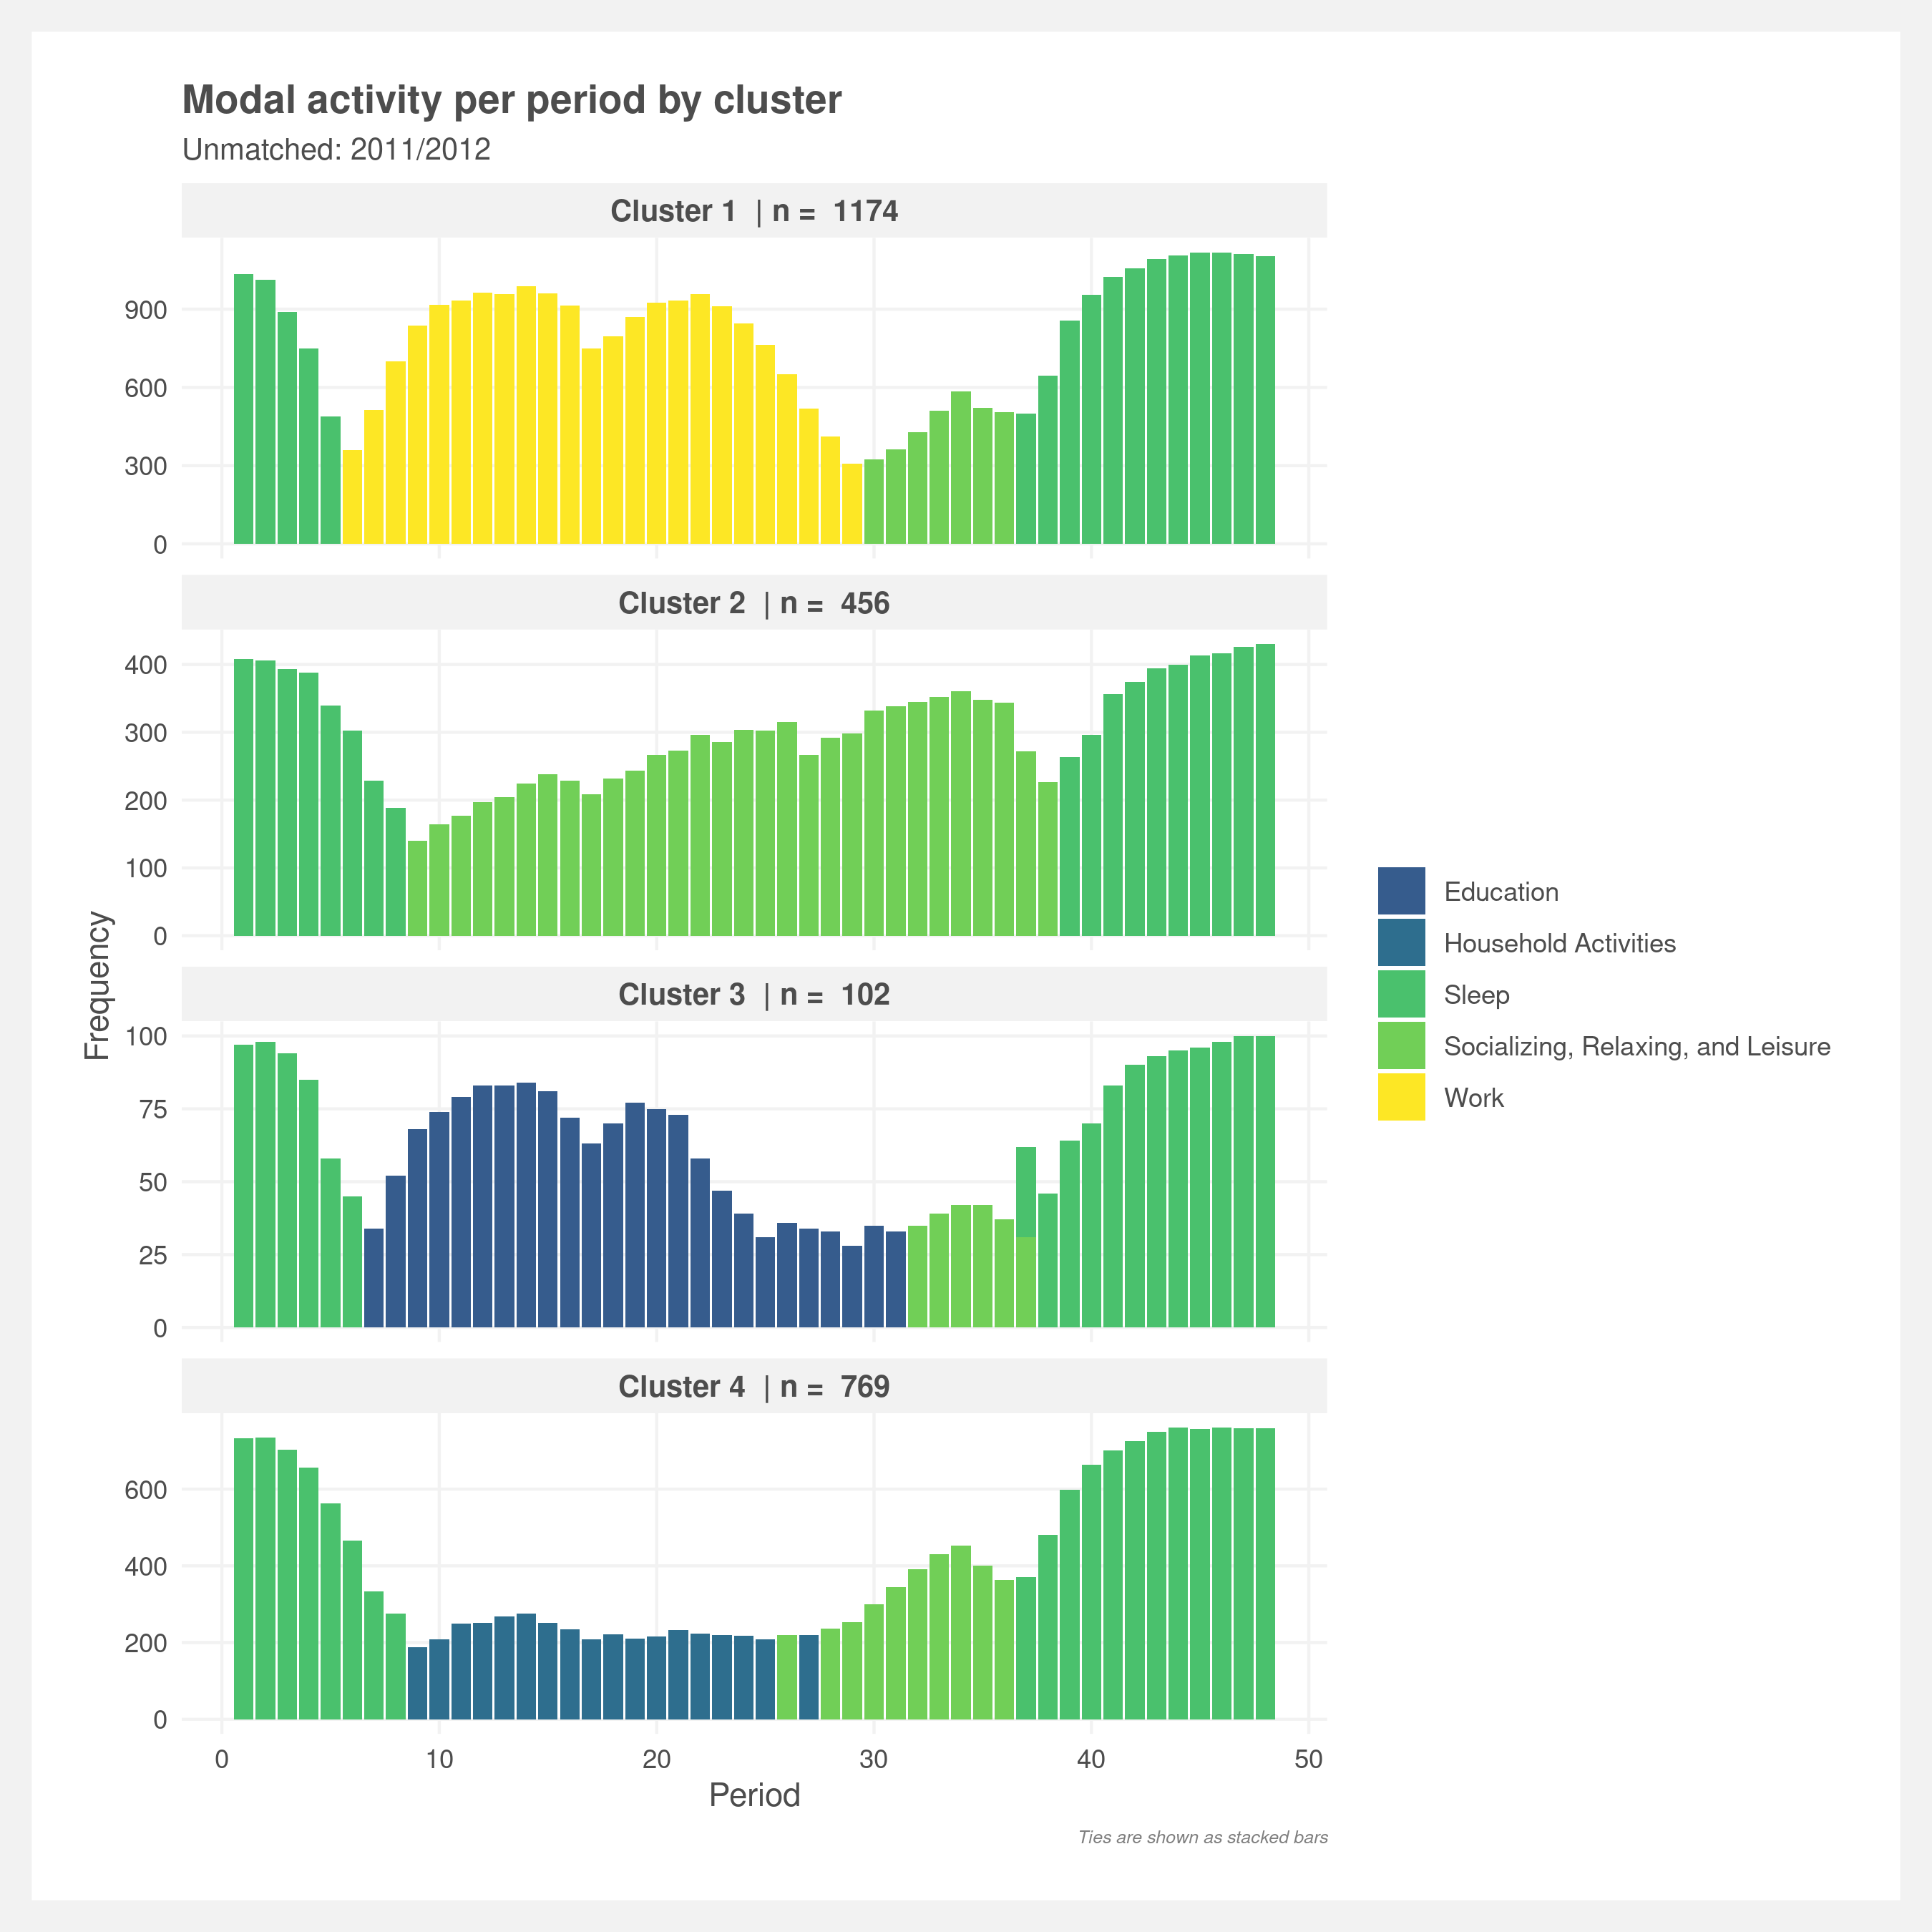 Modal activity per period by cluster
Unmatched: 2011/2012
Cluster 1 | n = 1174
900
600
300
0
Cluster 2 | n = 456
400
300
200
100
0
Cluster 3 | n = 102
100
75
50
25
0
Cluster 4 | n = 769
600
400
200
0
0 10 20 30 40 50
Period
Frequency
Education
Household Activities
Sleep
Socializing, Relaxing, and Leisure
Work
Ties are shown as stacked bars